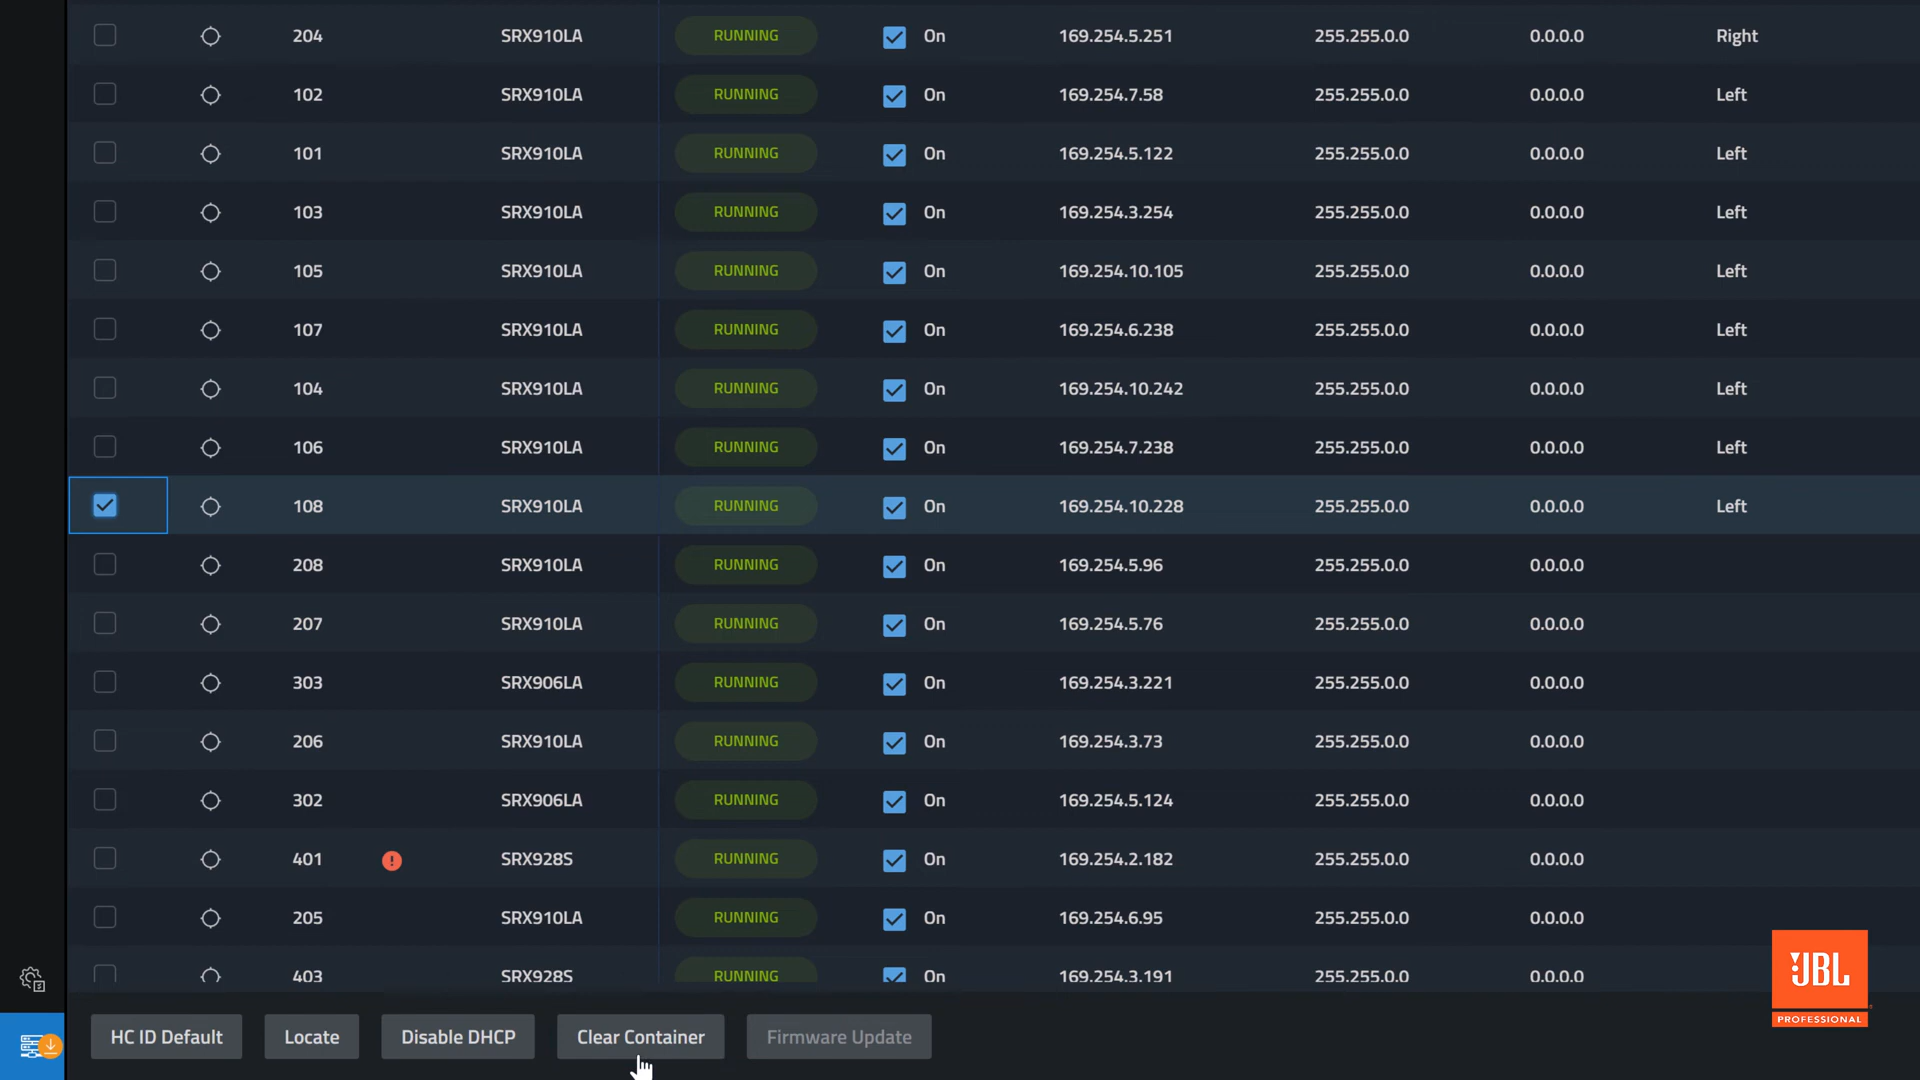 204 SRX910LA RUNNING On 169.254.5.251 255.255.0.0 0.0.0.0 Right
102 SRX910LA RUNNING On 169.254.7.58 255.255.0.0 0.0.0.0 Left
101 SRX910LA RUNNING On 169.254.5.122 255.255.0.0 0.0.0.0 Left
103 SRX910LA RUNNING On 169.254.3.254 255.255.0.0 0.0.0.0 Left
105 SRX910LA RUNNING On 169.254.10.105 255.255.0.0 0.0.0.0 Left
107 SRX910LA RUNNING On 169.254.6.238 255.255.0.0 0.0.0.0 Left
104 SRX910LA RUNNING On 169.254.10.242 255.255.0.0 0.0.0.0 Left
106 SRX910LA RUNNING On 169.254.7.238 255.255.0.0 0.0.0.0 Left
108 SRX910LA RUNNING On 169.254.10.228 255.255.0.0 0.0.0.0 Left
208 SRX910LA RUNNING On 169.254.5.96 255.255.0.0 0.0.0.0
207 SRX910LA RUNNING On 169.254.5.76 255.255.0.0 0.0.0.0
303 SRX906LA RUNNING On 169.254.3.221 255.255.0.0 0.0.0.0
206 SRX910LA RUNNING On 169.254.3.73 255.255.0.0 0.0.0.0
302 SRX906LA RUNNING On 169.254.5.124 255.255.0.0 0.0.0.0
401 ! SRX928S RUNNING On 169.254.2.182 255.255.0.0 0.0.0.0
205 SRX910LA RUNNING On 169.254.6.95 255.255.0.0 0.0.0.0
403 SRX928S RUNNING On 169.254.3.191 255.255.0.0 0.0.0.0
JBL
PROFESSIONAL
HC ID Default Locate Disable DHCP Clear Container Firmware Update